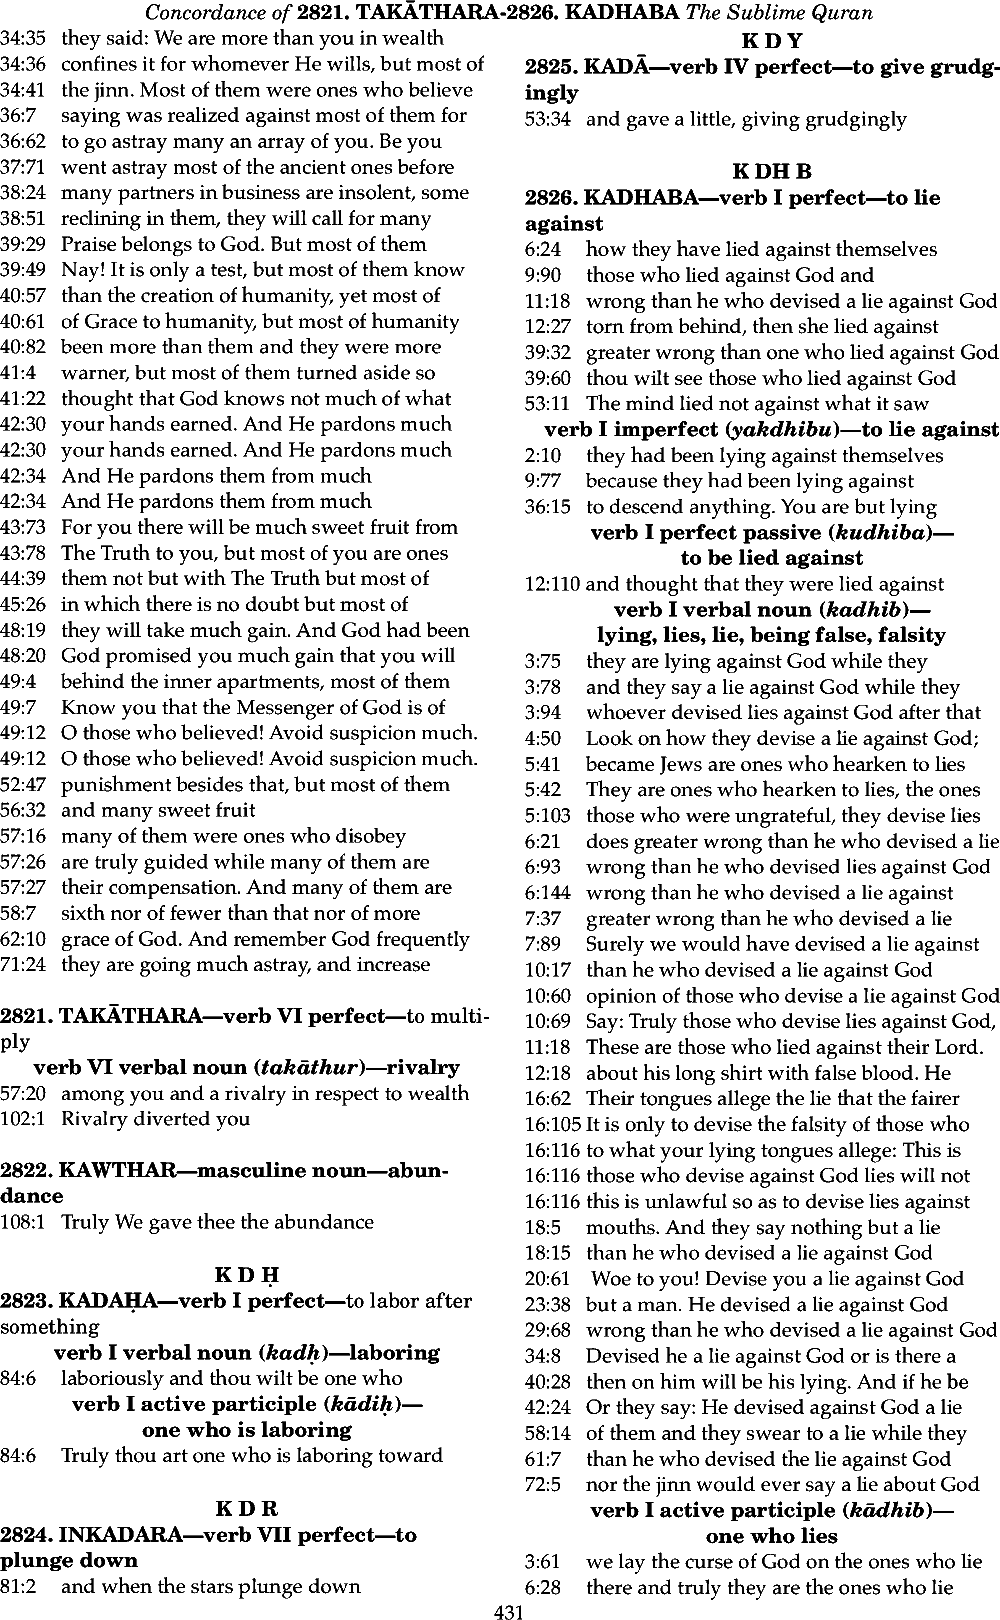 Concordance of 2821. TAKĀTHARA-2826. KADHABA The Sublime Quran
34:35 they said: We are more than you in wealth
34:36 confines it for whomever He wills, but most of
34:41 the jinn. Most of them were ones who believe
36:7 saying was realized against most of them for
36:62 to go astray many an array of you. Be you
37:71 went astray most of the ancient ones before
38:24 many partners in business are insolent, some
38:51 reclining in them, they will call for many
39:29 Praise belongs to God. But most of them
39:49 Nay! It is only a test, but most of them know
40:57 than the creation of humanity, yet most of
40:61 of Grace to humanity, but most of humanity
40:82 been more than them and they were more
41:4 warner, but most of them turned aside so
41:22 thought that God knows not much of what
42:30 your hands earned. And He pardons much
42:30 your hands earned. And He pardons much
42:34 And He pardons them from much
42:34 And He pardons them from much
43:73 For you there will be much sweet fruit from
43:78 The Truth to you, but most of you are ones
44:39 them not but with The Truth but most of
45:26 in which there is no doubt but most of
48:19 they will take much gain. And God had been
48:20 God promised you much gain that you will
49:4 behind the inner apartments, most of them
49:7 Know you that the Messenger of God is of
49:12 O those who believed! Avoid suspicion much.
49:12 O those who believed! Avoid suspicion much.
52:47 punishment besides that, but most of them
56:32 and many sweet fruit
57:16 many of them were ones who disobey
57:26 are truly guided while many of them are
57:27 their compensation. And many of them are
58:7 sixth nor of fewer than that nor of more
62:10 grace of God. And remember God frequently
71:24 they are going much astray, and increase
2821. TAKĀTHARA—verb VI perfect—to multi-
ply
verb VI verbal noun (takāthur)—rivalry
57:20 among you and a rivalry in respect to wealth
102:1 Rivalry diverted you
2822. KAWTHAR—masculine noun—abun-
dance
108:1 Truly We gave thee the abundance
K D Ḥ
2823. KADAḤA—verb I perfect—to labor after
something
verb I verbal noun (kadḥ)—laboring
84:6 laboriously and thou wilt be one who
verb I active participle (kādiḥ)—
one who is laboring
84:6 Truly thou art one who is laboring toward
K D R
2824. INKADARA—verb VII perfect—to
plunge down
81:2 and when the stars plunge down
K D Y
2825. KADĀ—verb IV perfect—to give grudg-
ingly
53:34 and gave a little, giving grudgingly
K DH B
2826. KADHABA—verb I perfect—to lie
against
6:24 how they have lied against themselves
9:90 those who lied against God and
11:18 wrong than he who devised a lie against God
12:27 torn from behind, then she lied against
39:32 greater wrong than one who lied against God
39:60 thou wilt see those who lied against God
53:11 The mind lied not against what it saw
verb I imperfect (yakdhibu)—to lie against
2:10 they had been lying against themselves
9:77 because they had been lying against
36:15 to descend anything. You are but lying
verb I perfect passive (kudhiba)—
to be lied against
12:110 and thought that they were lied against
verb I verbal noun (kadhib)—
lying, lies, lie, being false, falsity
3:75 they are lying against God while they
3:78 and they say a lie against God while they
3:94 whoever devised lies against God after that
4:50 Look on how they devise a lie against God;
5:41 became Jews are ones who hearken to lies
5:42 They are ones who hearken to lies, the ones
5:103 those who were ungrateful, they devise lies
6:21 does greater wrong than he who devised a lie
6:93 wrong than he who devised lies against God
6:144 wrong than he who devised a lie against
7:37 greater wrong than he who devised a lie
7:89 Surely we would have devised a lie against
10:17 than he who devised a lie against God
10:60 opinion of those who devise a lie against God
10:69 Say: Truly those who devise lies against God,
11:18 These are those who lied against their Lord.
12:18 about his long shirt with false blood. He
16:62 Their tongues allege the lie that the fairer
16:105 It is only to devise the falsity of those who
16:116 to what your lying tongues allege: This is
16:116 those who devise against God lies will not
16:116 this is unlawful so as to devise lies against
18:5 mouths. And they say nothing but a lie
18:15 than he who devised a lie against God
20:61 Woe to you! Devise you a lie against God
23:38 but a man. He devised a lie against God
29:68 wrong than he who devised a lie against God
34:8 Devised he a lie against God or is there a
40:28 then on him will be his lying. And if he be
42:24 Or they say: He devised against God a lie
58:14 of them and they swear to a lie while they
61:7 than he who devised the lie against God
72:5 nor the jinn would ever say a lie about God
verb I active participle (kādhib)—
one who lies
3:61 we lay the curse of God on the ones who lie
6:28 there and truly they are the ones who lie
431